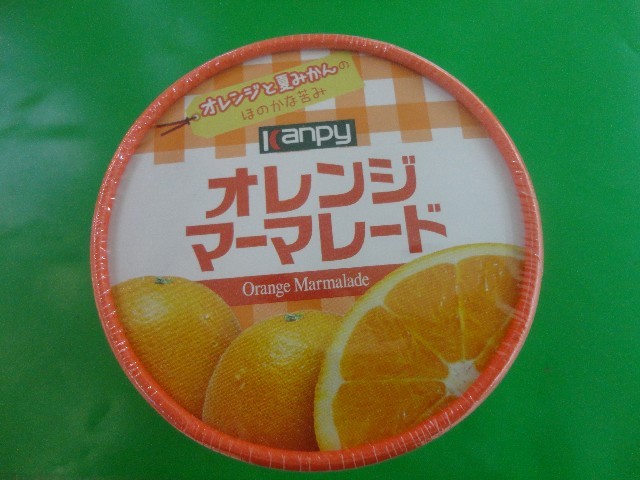 オレンジと夏みかんの
ほのかな苦み
Kanpy
オレンジ
マーマレード
Orange Marmalade